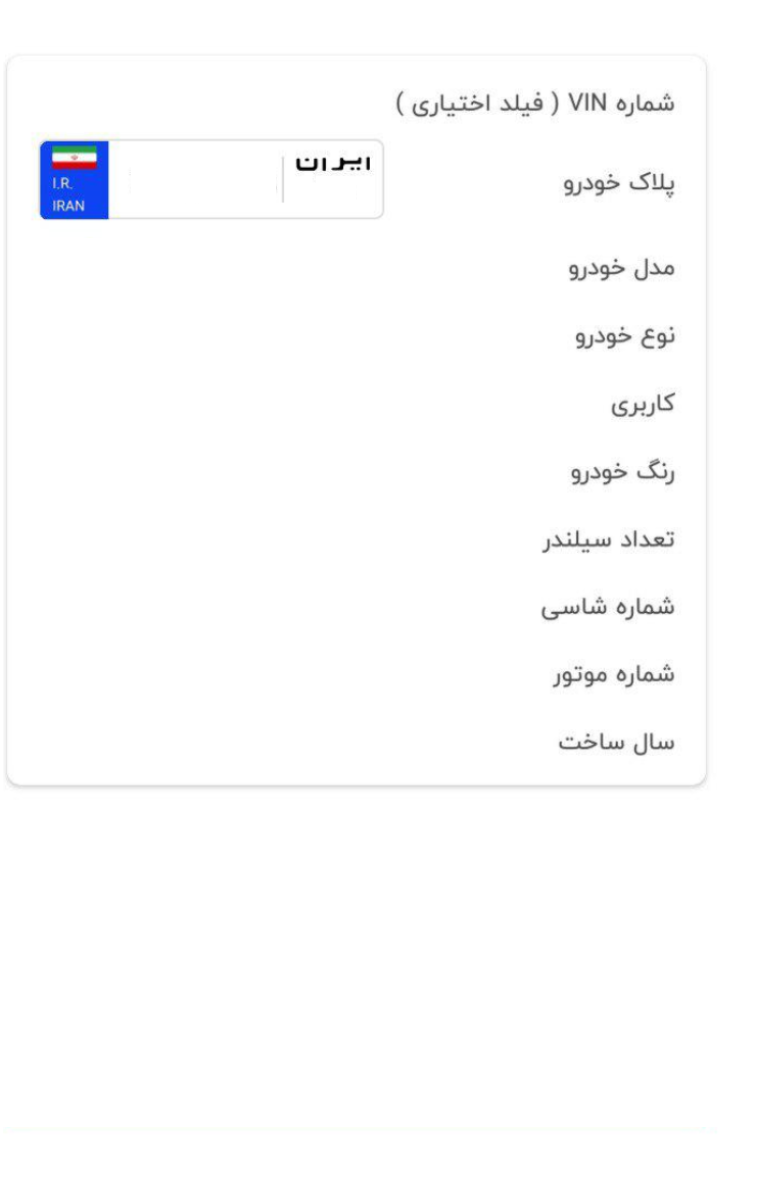 شماره VIN ( فیلد اختیاری )
پلاک خودرو
ایران
I.R.
IRAN
مدل خودرو
نوع خودرو
کاربری
رنگ خودرو
تعداد سیلندر
شماره شاسی
شماره موتور
سال ساخت